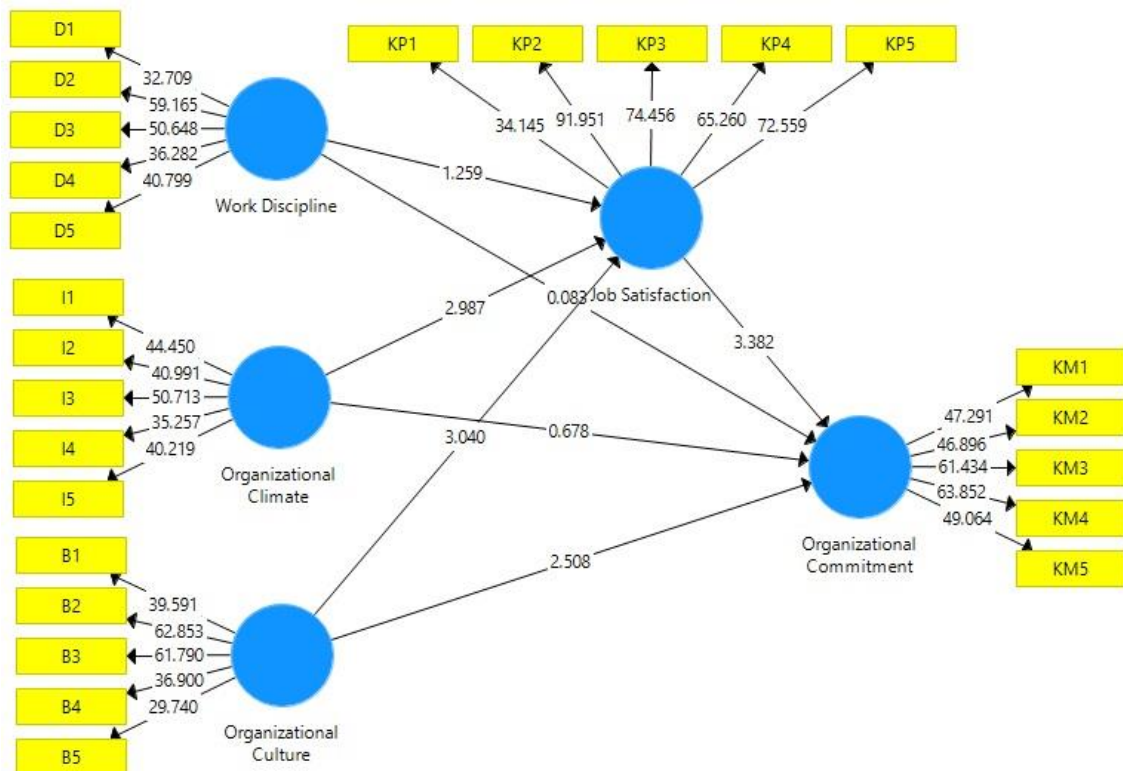 D1
D2
D3
D4
D5
32.709
59.165
50.648
36.282
40.799
Work Discipline
KP1
KP2
KP3
KP4
KP5
34.145
91.951
74.456
65.260
72.559
Job Satisfaction
1.259
0.083
2.987
3.382
I1
I2
I3
I4
I5
44.450
40.991
50.713
35.257
40.219
Organizational
Climate
0.678
3.040
2.508
KM1
KM2
KM3
KM4
KM5
47.291
46.896
61.434
63.852
49.064
Organizational
Commitment
B1
B2
B3
B4
B5
39.591
62.853
61.790
36.900
29.740
Organizational
Culture